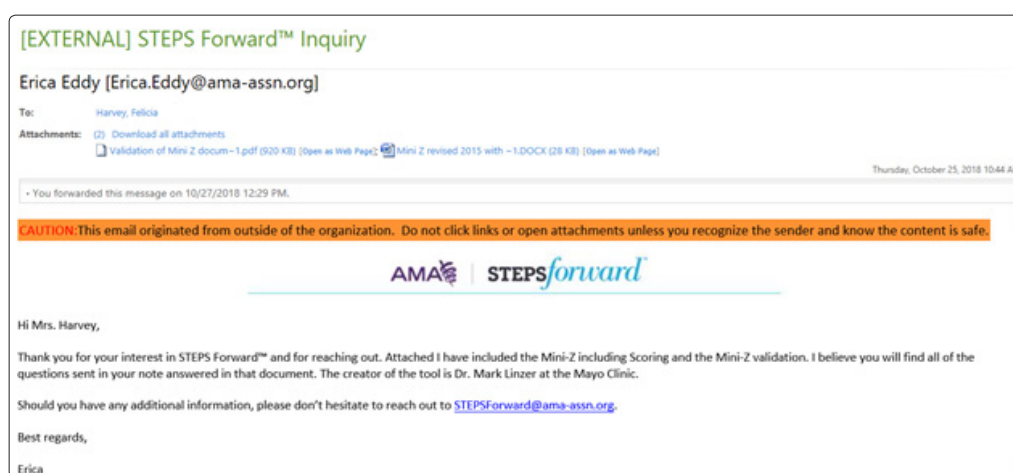 [EXTERNAL] STEPS Forward™ Inquiry
Erica Eddy [Erica.Eddy@ama-assn.org]
To: Harvey, Felicia
Attachments: (2) Download all attachments
Validation of Mini Z docum~1.pdf (920 KB) [Open as Web Page]; Mini Z revised 2015 with ~1.DOCX (28 KB) [Open as Web Page]
Thursday, October 25, 2018 10:44 A
• You forwarded this message on 10/27/2018 12:29 PM.
CAUTION:This email originated from outside of the organization. Do not click links or open attachments unless you recognize the sender and know the content is safe.
AMA | STEPSforward™
Hi Mrs. Harvey,
Thank you for your interest in STEPS Forward™ and for reaching out. Attached I have included the Mini-Z including Scoring and the Mini-Z validation. I believe you will find all of the
questions sent in your note answered in that document. The creator of the tool is Dr. Mark Linzer at the Mayo Clinic.
Should you have any additional information, please don't hesitate to reach out to STEPSForward@ama-assn.org.
Best regards,
Erica